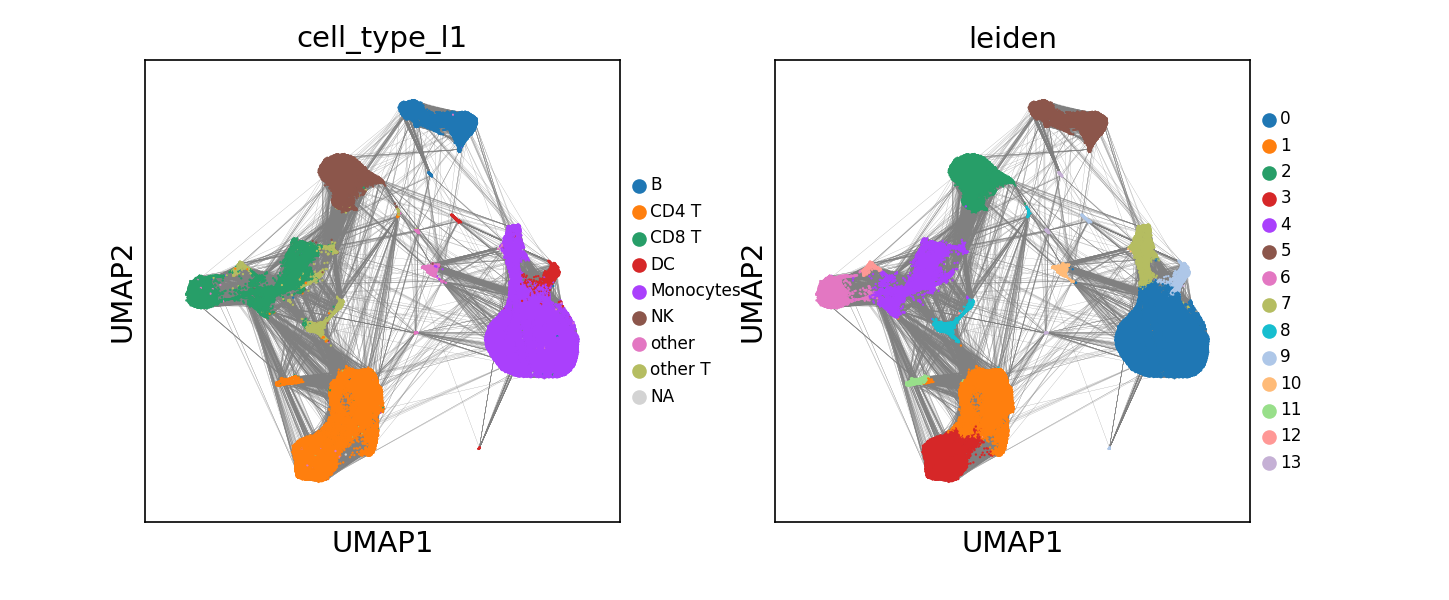 cell_type_l1
UMAP2
UMAP1
B
CD4 T
CD8 T
DC
Monocytes
NK
other
other T
NA
leiden
UMAP2
UMAP1
0
1
2
3
4
5
6
7
8
9
10
11
12
13